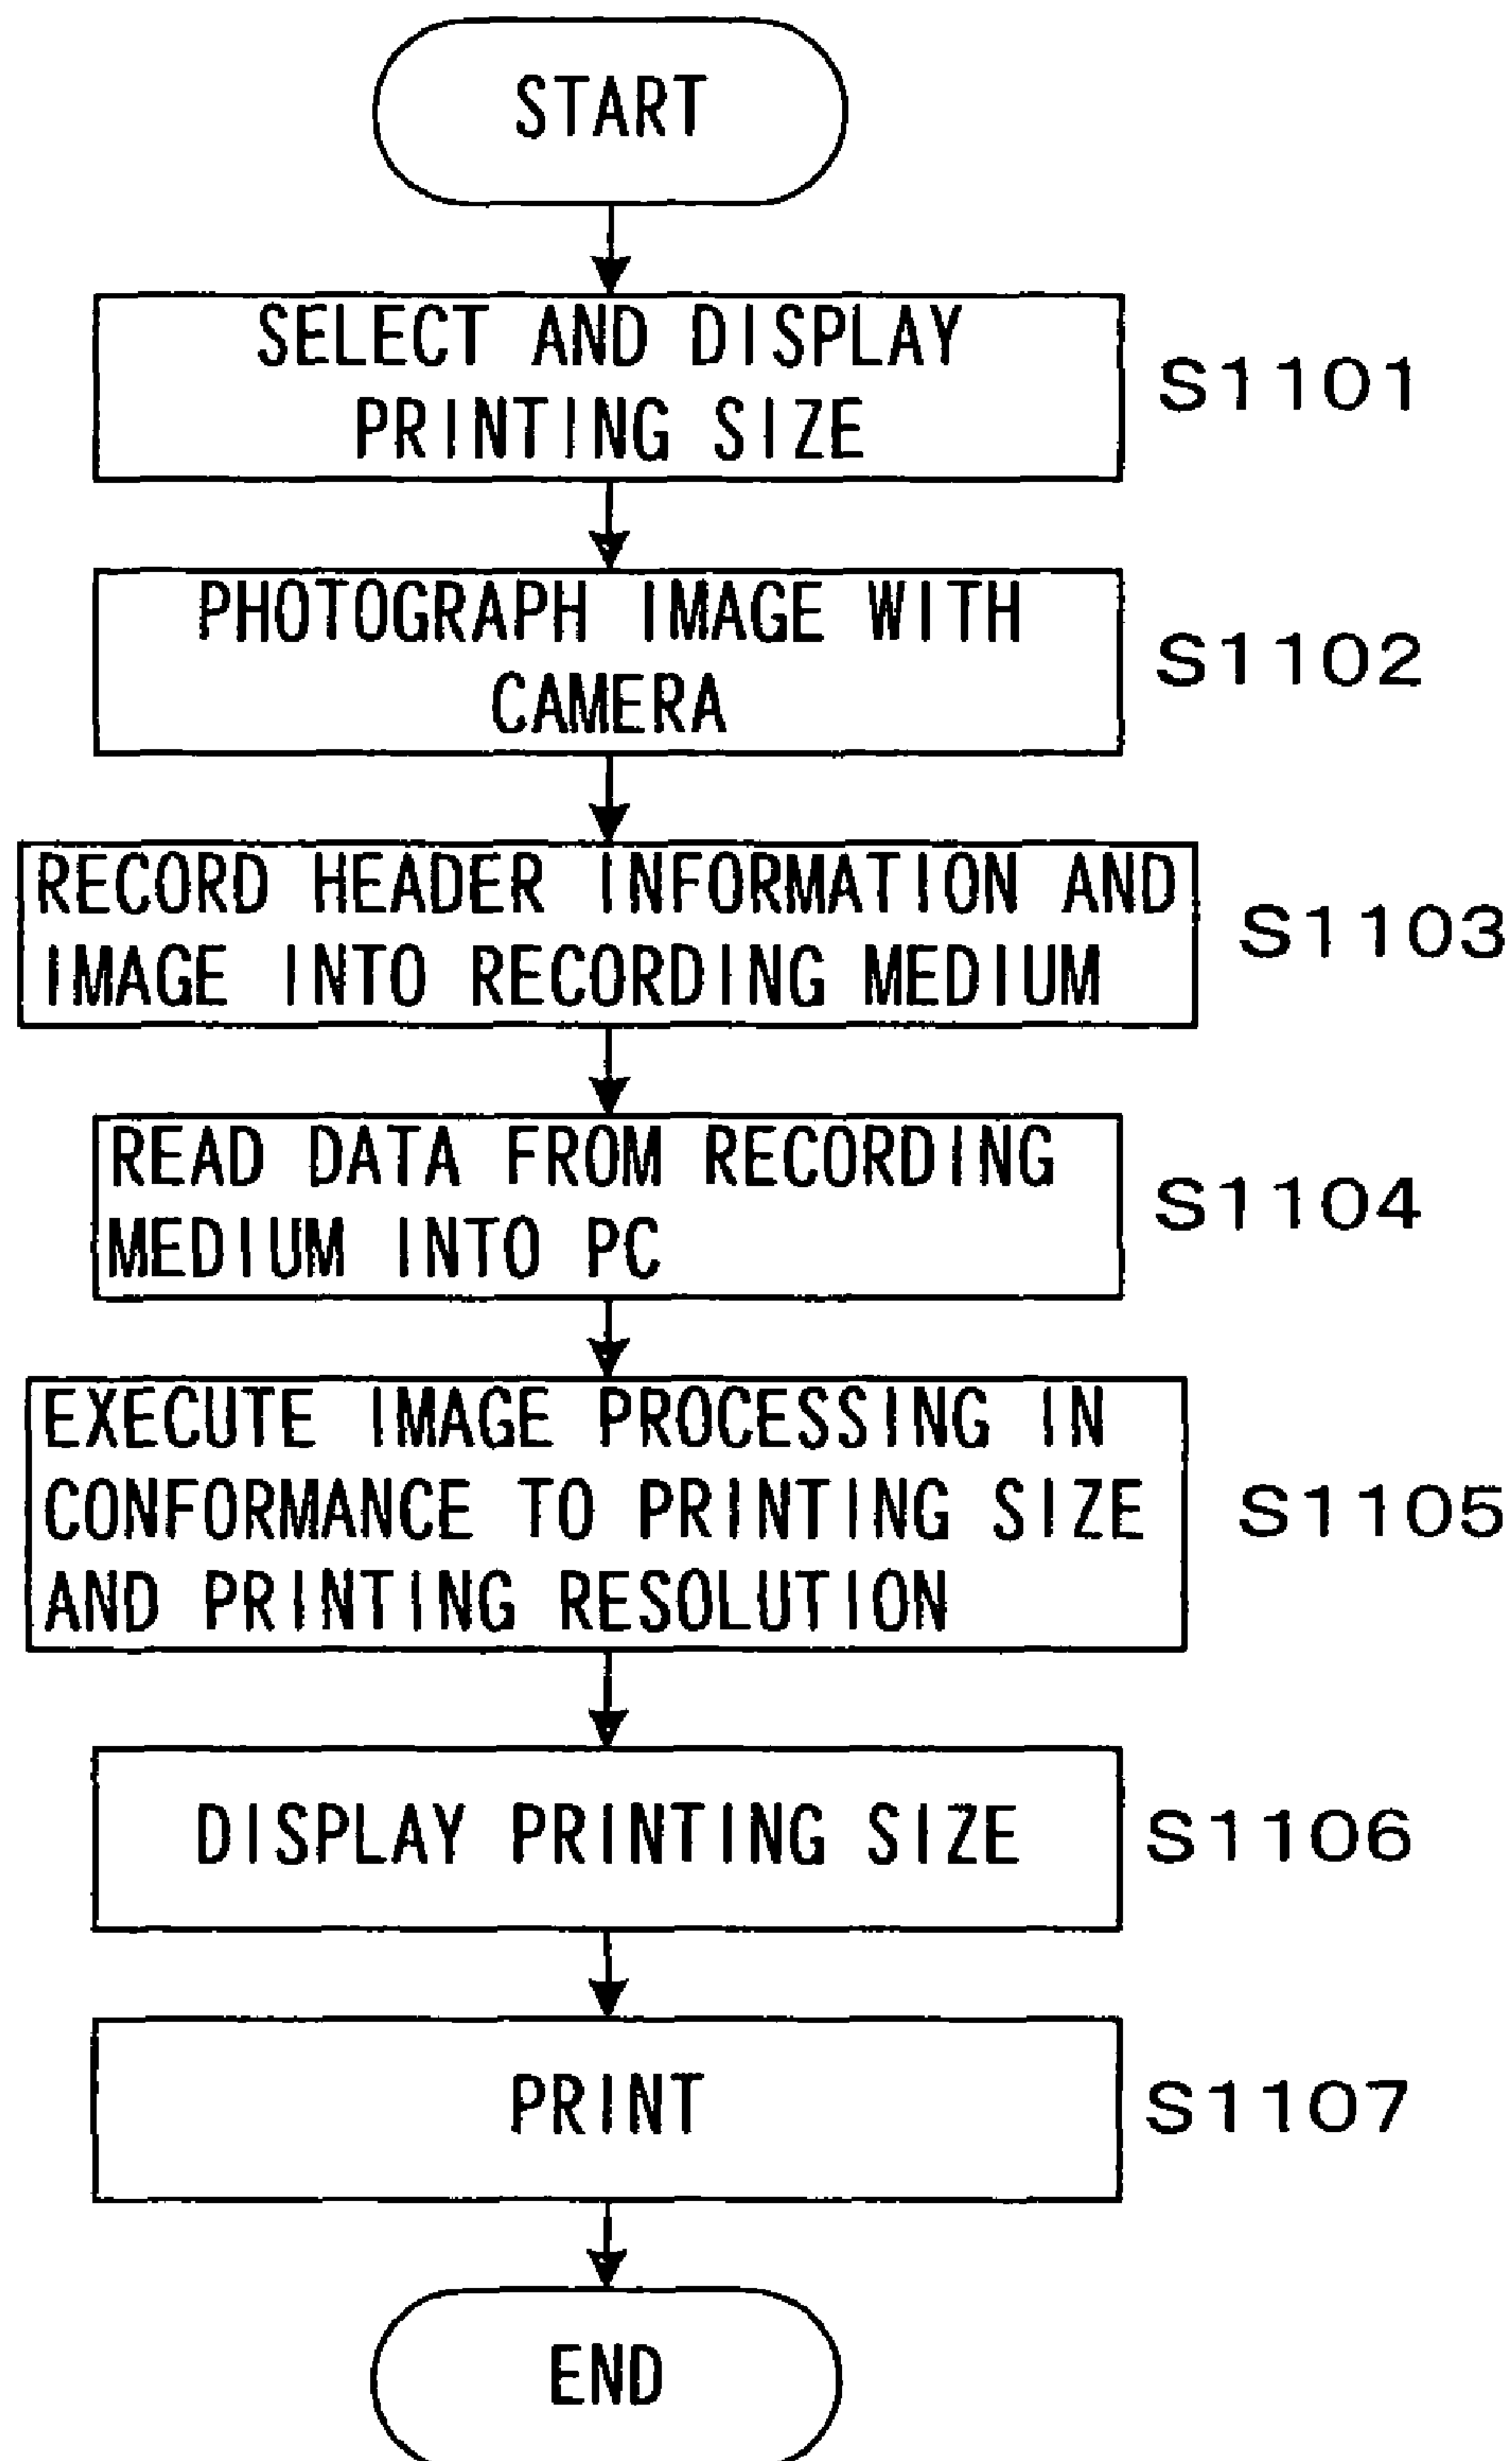 START
SELECT AND DISPLAY
PRINTING SIZE
S1101
PHOTOGRAPH IMAGE WITH
CAMERA
S1102
RECORD HEADER INFORMATION AND
IMAGE INTO RECORDING MEDIUM
S1103
READ DATA FROM RECORDING
MEDIUM INTO PC
S1104
EXECUTE IMAGE PROCESSING IN
CONFORMANCE TO PRINTING SIZE
AND PRINTING RESOLUTION
S1105
DISPLAY PRINTING SIZE
S1106
PRINT
S1107
END